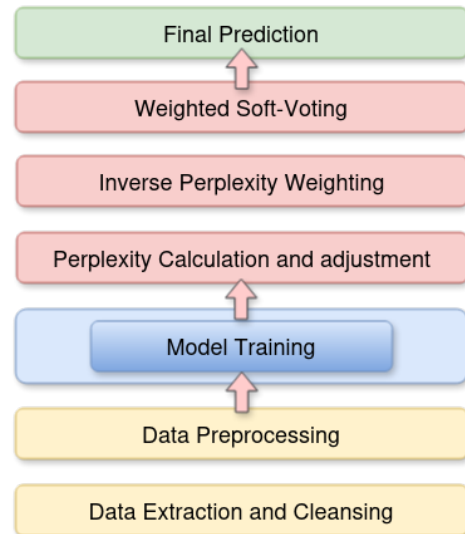 Final Prediction
Weighted Soft-Voting
Inverse Perplexity Weighting
Perplexity Calculation and adjustment
Model Training
Data Preprocessing
Data Extraction and Cleansing